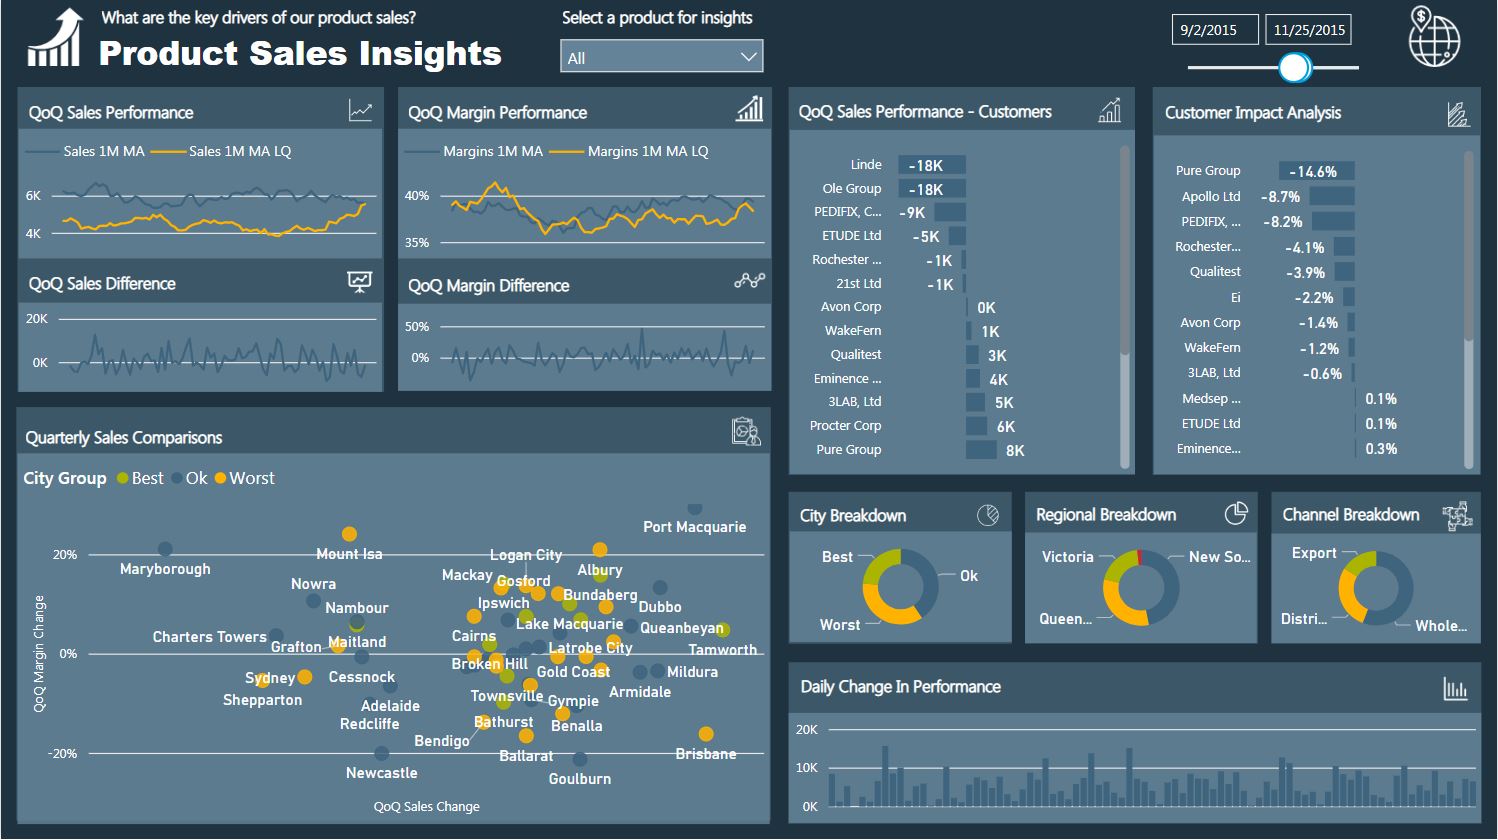 What are the key drivers of our product sales?
Product Sales Insights
Select a product for insights
All
9/2/2015
11/25/2015
QoQ Sales Performance
Sales 1M MA
Sales 1M MA LQ
6K
4K
QoQ Sales Difference
20K
0K
QoQ Margin Performance
Margins 1M MA
Margins 1M MA LQ
40%
35%
QoQ Margin Difference
50%
0%
QoQ Sales Performance - Customers
Linde -18K
Ole Group -18K
PEDIFIX, C... -9K
ETUDE Ltd -5K
Rochester ... -1K
21st Ltd -1K
Avon Corp 0K
WakeFern 1K
Qualitest 3K
Eminence ... 4K
3LAB, Ltd 5K
Procter Corp 6K
Pure Group 8K
Customer Impact Analysis
Pure Group -14.6%
Apollo Ltd -8.7%
PEDIFIX, ... -8.2%
Rochester... -4.1%
Qualitest -3.9%
Ei -2.2%
Avon Corp -1.4%
WakeFern -1.2%
3LAB, Ltd -0.6%
Medsep ... 0.1%
ETUDE Ltd 0.1%
Eminence... 0.3%
Quarterly Sales Comparisons
City Group Best Ok Worst
QoQ Margin Change
20%
0%
-20%
Port Macquarie
Mount Isa
Logan City
Maryborough
Albury
Mackay
Gosford
Nowra
Bundaberg
Ipswich
Nambour
Dubbo
Lake Macquarie
Queanbeyan
Charters Towers
Cairns
Maitland
Grafton
Latrobe City
Tamworth
Broken Hill
Gold Coast
Mildura
Sydney
Cessnock
Armidale
Shepparton
Townsville
Gympie
Adelaide
Redcliffe
Bathurst
Benalla
Bendigo
Ballarat
Brisbane
Newcastle
Goulburn
QoQ Sales Change
City Breakdown
Best
Ok
Worst
Regional Breakdown
Victoria
New So...
Queen...
Channel Breakdown
Export
Distri...
Whole...
Daily Change In Performance
20K
10K
0K